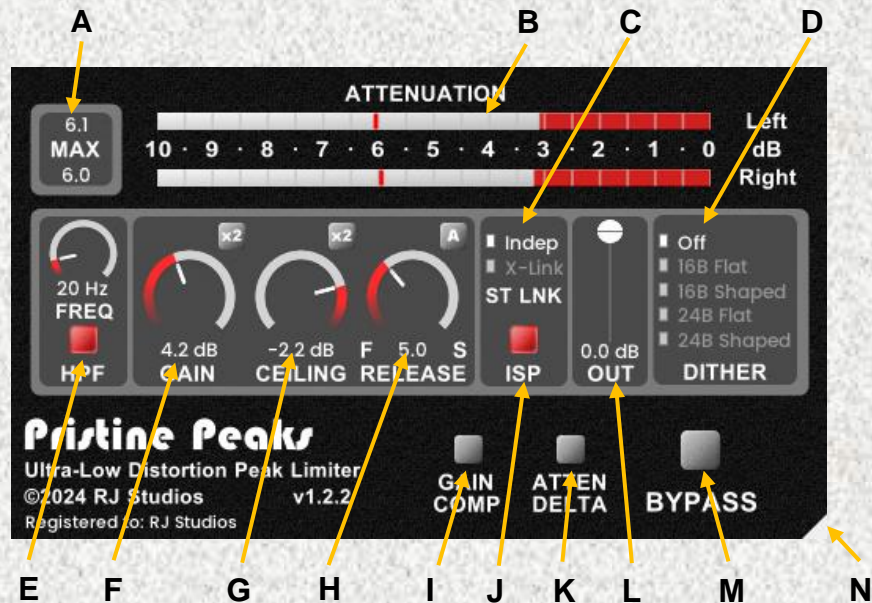 A B C D
ATTENUATION
6.1
MAX
6.0
Left
10 · 9 · 8 · 7 · 6 · 5 · 4 · 3 · 2 · 1 · 0 dB
Right
x2 x2 A
20 Hz
FREQ
HPF
4.2 dB
GAIN
-2.2 dB
CEILING
F 5.0 S
RELEASE
Indep
X-Link
ST LNK
ISP
0.0 dB
OUT
Off
16B Flat
16B Shaped
24B Flat
24B Shaped
DITHER
Pristine Peaks
Ultra-Low Distortion Peak Limiter
©2024 RJ Studios v1.2.2
Registered to: RJ Studios
GAIN
COMP
ATTEN
DELTA
BYPASS
E F G H I J K L M N